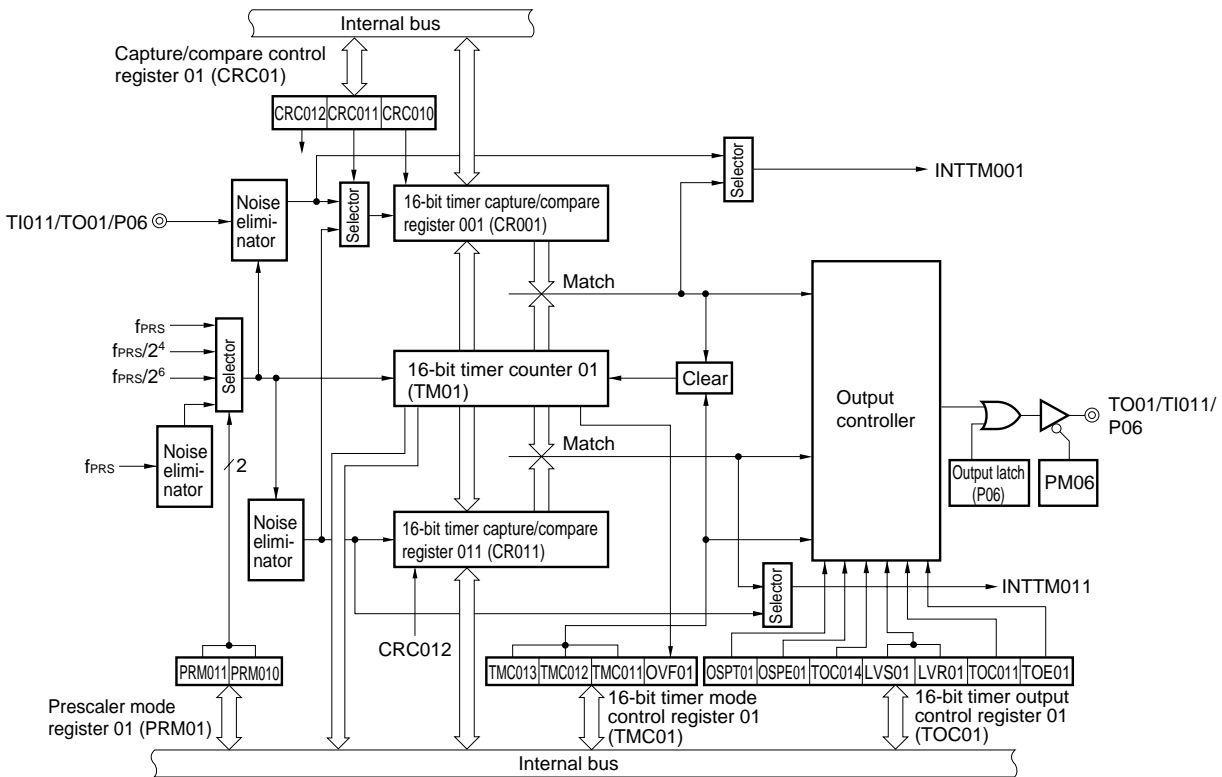 Internal bus
Capture/compare control
register 01 (CRC01)
CRC012 CRC011 CRC010
Selector
INTTM001
TI011/TO01/P06
Noise
elimi-
nator
Selector
16-bit timer capture/compare
register 001 (CR001)
Match
fPRS
fPRS/2⁴
fPRS/2⁶
Selector
16-bit timer counter 01
(TM01)
Clear
Output
controller
TO01/TI011/
P06
Match
fPRS
Noise
elimi-
nator
2
Output latch
(P06)
PM06
Noise
elimi-
nator
16-bit timer capture/compare
register 011 (CR011)
Selector
INTTM011
CRC012
PRM011 PRM010
TMC013 TMC012 TMC011 OVF01
OSPT01 OSPE01 TOC014 LVS01 LVR01 TOC011 TOE01
Prescaler mode
register 01 (PRM01)
16-bit timer mode
control register 01
(TMC01)
16-bit timer output
control register 01
(TOC01)
Internal bus